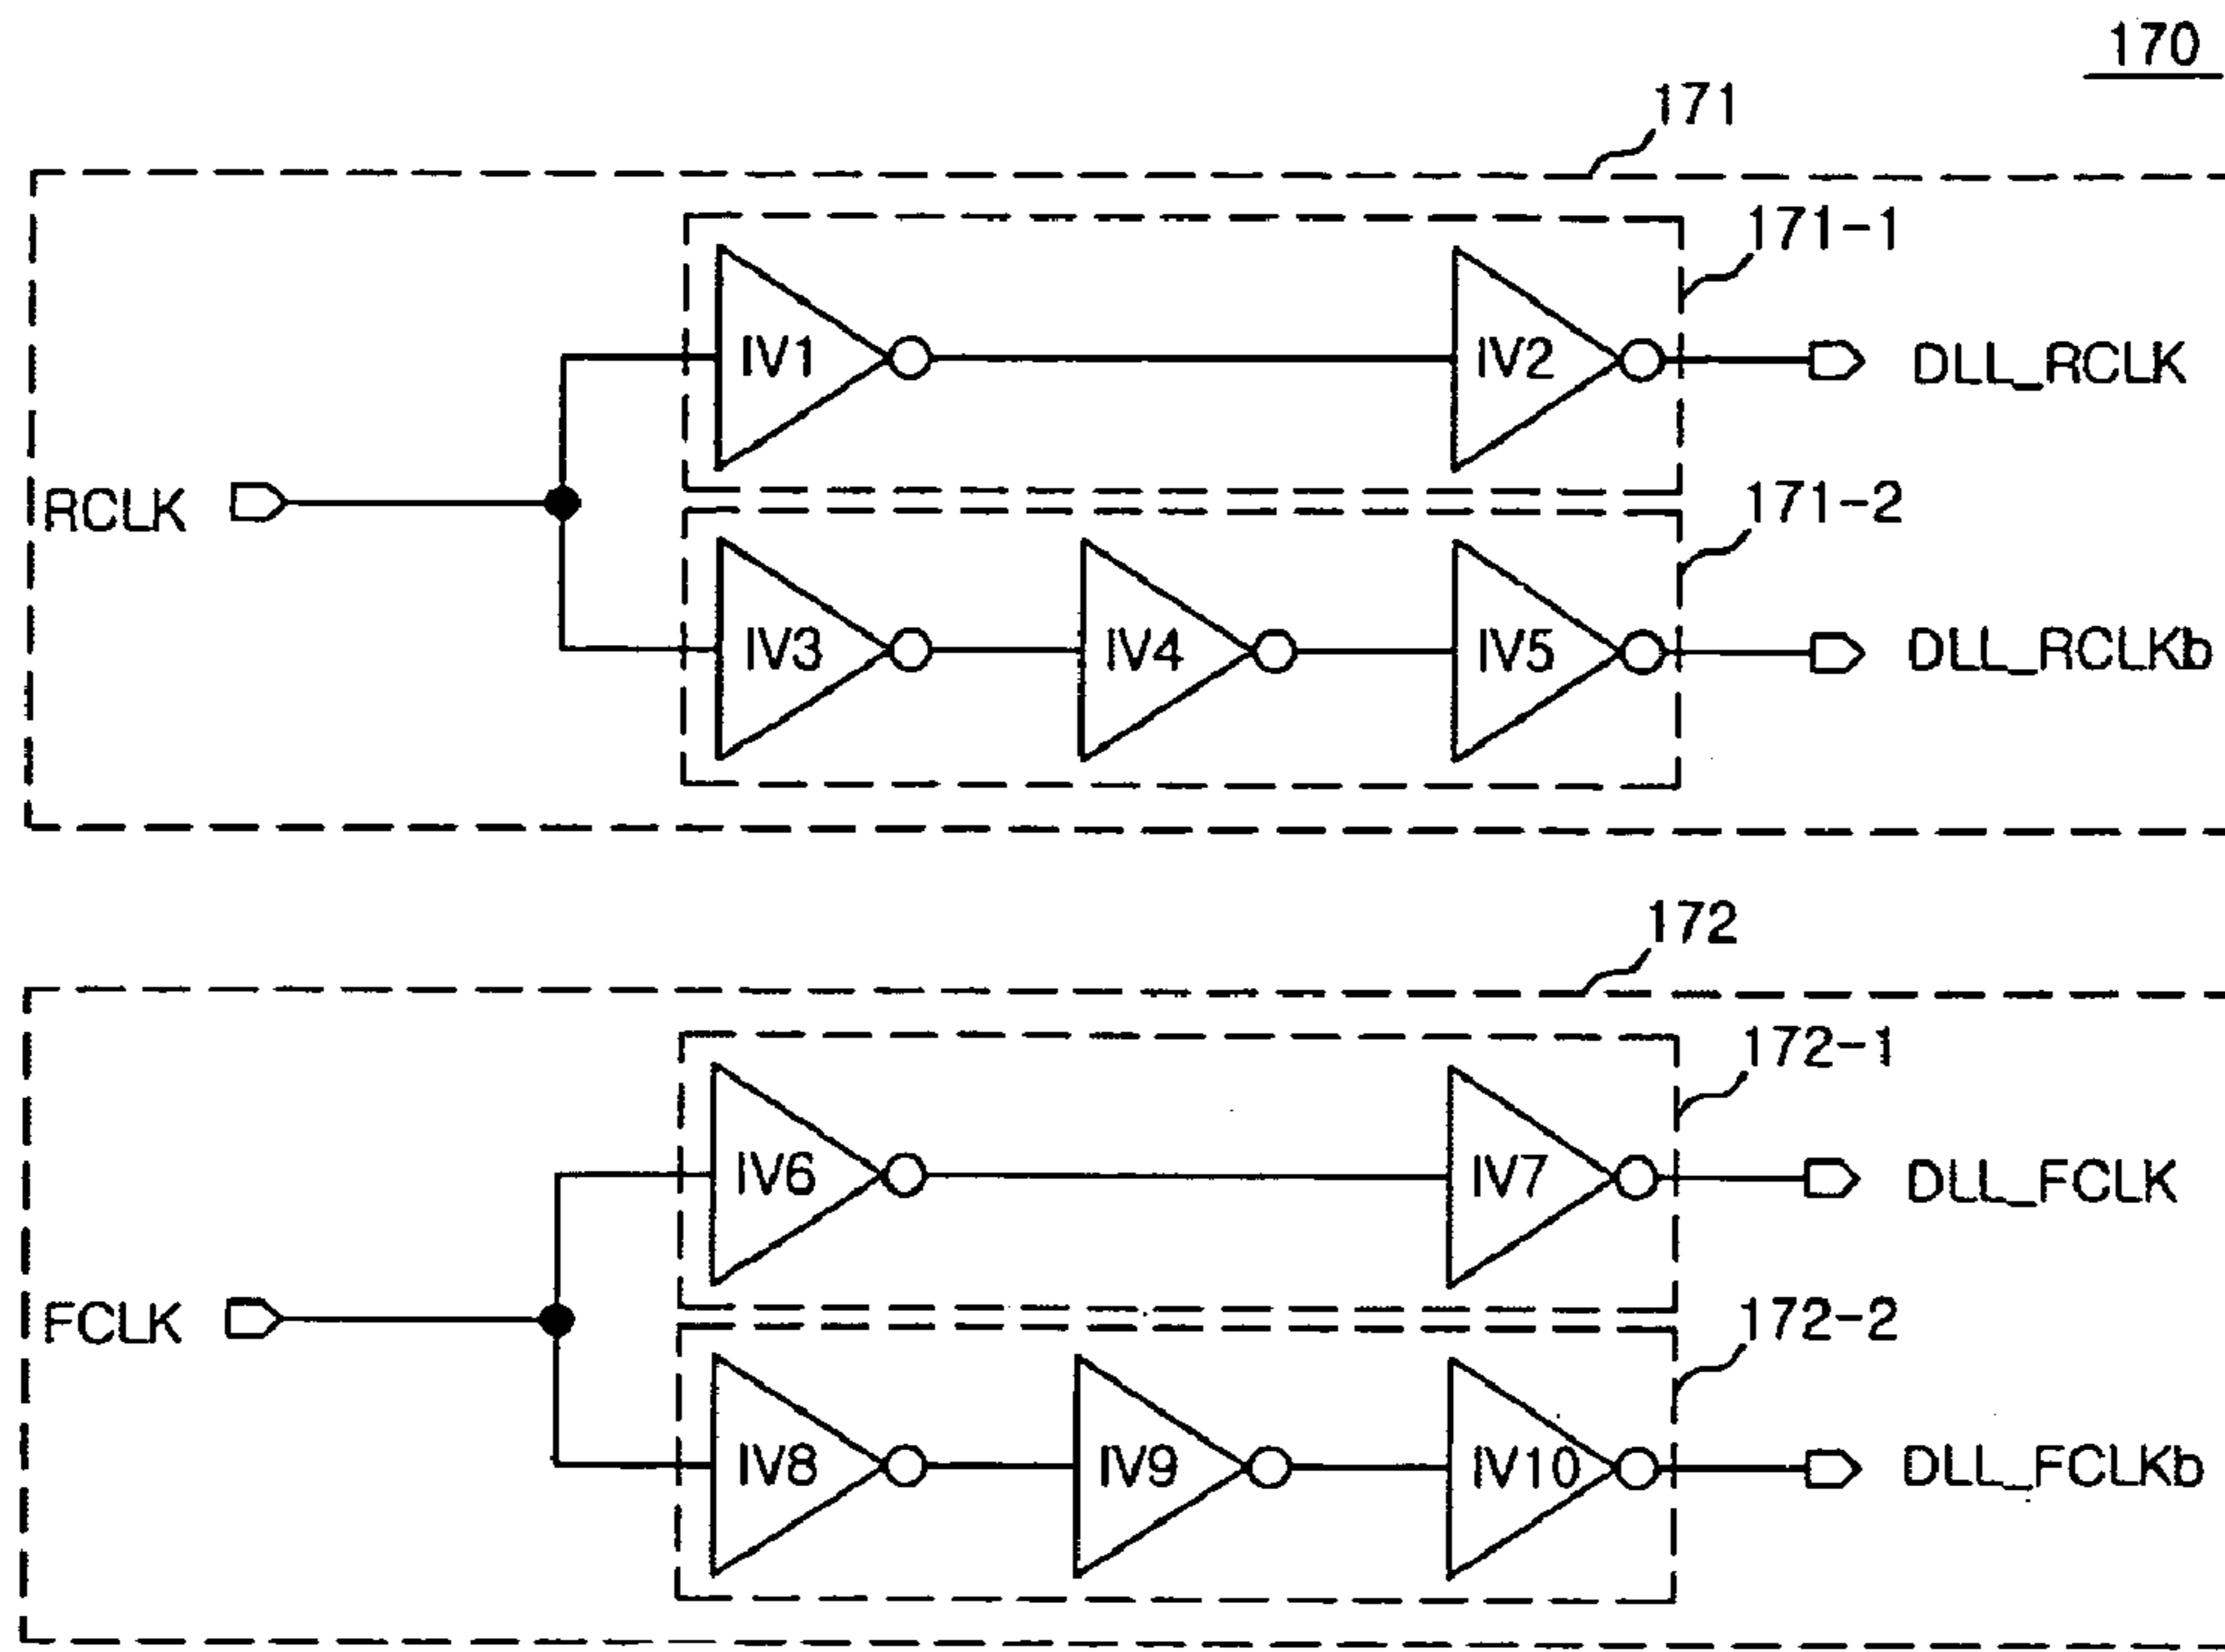 170
171
171-1
IV1
IV2
DLL_RCLK
RCLK
171-2
IV3
IV4
IV5
DLL_RCLKb
172
172-1
IV6
IV7
DLL_FCLK
FCLK
172-2
IV8
IV9
IV10
DLL_FCLKb